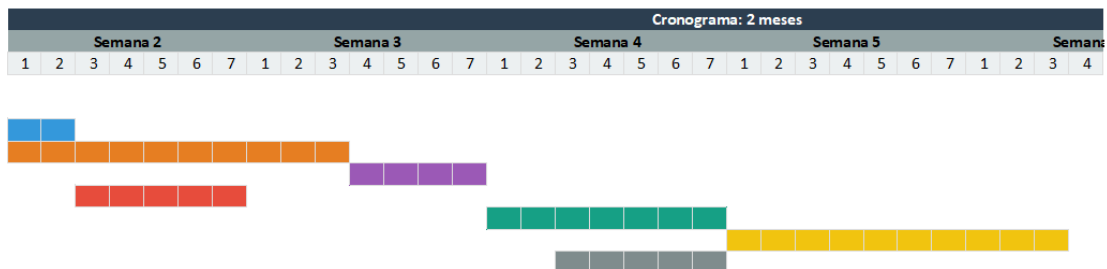 Cronograma: 2 meses
Semana 2 Semana 3 Semana 4 Semana 5 Semana
1 2 3 4 5 6 7 1 2 3 4 5 6 7 1 2 3 4 5 6 7 1 2 3 4 5 6 7 1 2 3 4